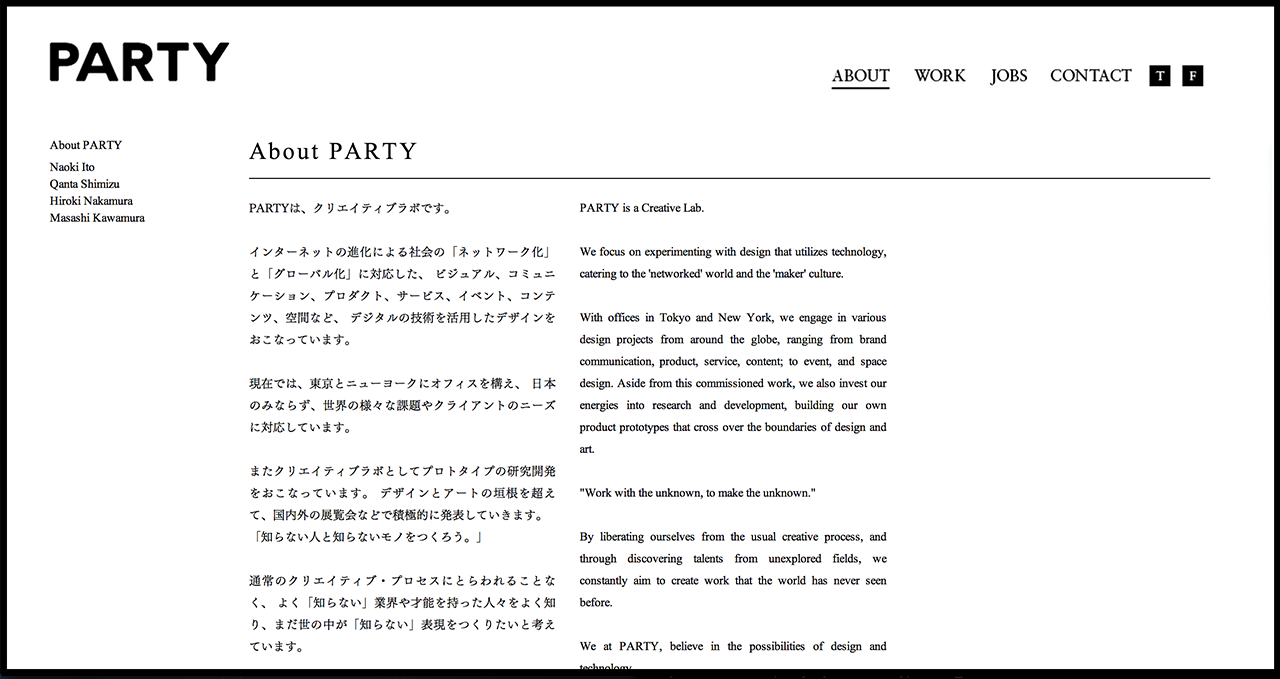 PARTY
ABOUT WORK JOBS CONTACT T F
About PARTY
Naoki Ito
Qanta Shimizu
Hiroki Nakamura
Masashi Kawamura
About PARTY
PARTYは、クリエイティブラボです。
インターネットの進化による社会の「ネットワーク化」
と「グローバル化」に対応した、 ビジュアル、コミュニ
ケーション、プロダクト、サービス、イベント、コンテ
ンツ、空間など、 デジタルの技術を活用したデザインを
おこなっています。
現在では、東京とニューヨークにオフィスを構え、 日本
のみならず、世界の様々な課題やクライアントのニーズ
に対応しています。
またクリエイティブラボとしてプロトタイプの研究開発
をおこなっています。 デザインとアートの垣根を超え
て、国内外の展覧会などで積極的に発表していきます。
「知らない人と知らないモノをつくろう。」
通常のクリエイティブ・プロセスにとらわれることな
く、 よく「知らない」業界や才能を持った人々をよく知
り、まだ世の中が「知らない」表現をつくりたいと考え
ています。
PARTY is a Creative Lab.
We focus on experimenting with design that utilizes technology,
catering to the 'networked' world and the 'maker' culture.
With offices in Tokyo and New York, we engage in various
design projects from around the globe, ranging from brand
communication, product, service, content; to event, and space
design. Aside from this commissioned work, we also invest our
energies into research and development, building our own
product prototypes that cross over the boundaries of design and
art.
"Work with the unknown, to make the unknown."
By liberating ourselves from the usual creative process, and
through discovering talents from unexplored fields, we
constantly aim to create work that the world has never seen
before.
We at PARTY, believe in the possibilities of design and
technology.